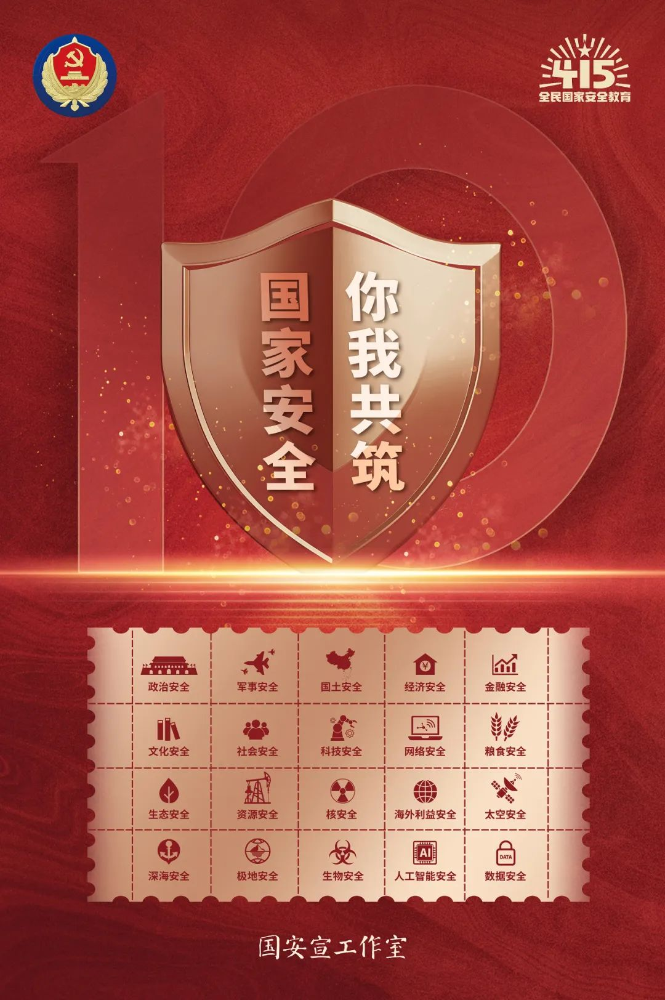 415
全民国家安全教育
10
国家安全
你我共筑
政治安全
军事安全
国土安全
经济安全
金融安全
文化安全
社会安全
科技安全
网络安全
粮食安全
生态安全
资源安全
核安全
海外利益安全
太空安全
深海安全
极地安全
生物安全
AI
人工智能安全
DATA
数据安全
国安宣工作室